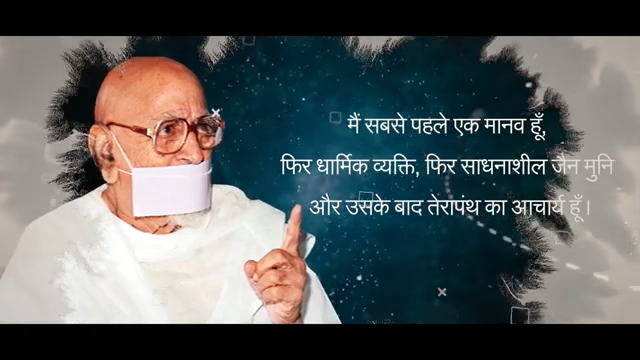 मैं सबसे पहले एक मानव हूँ,
फिर धार्मिक व्यक्ति, फिर साधनाशील जैन मुनि
और उसके बाद तेरापंथ का आचार्य हूँ।